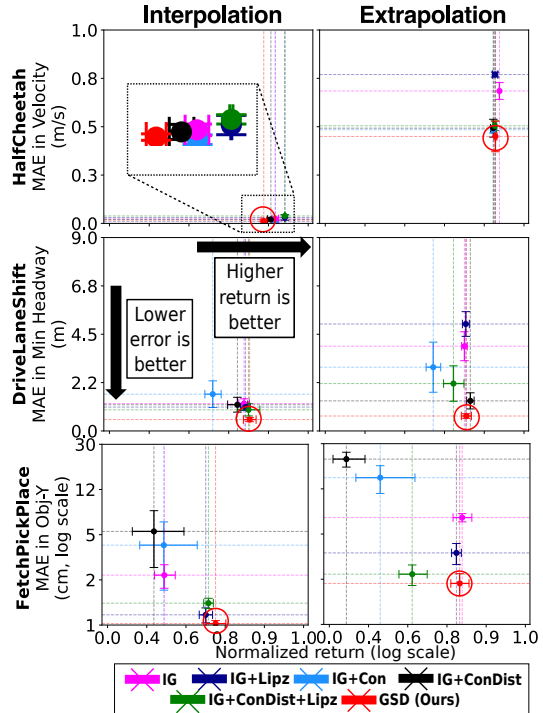 Interpolation Extrapolation
HalfCheetah
MAE in Velocity
(m/s)
1.0
0.8
0.5
0.3
0.0
DriveLaneShift
MAE in Min Headway
(m)
9.0
6.8
4.5
2.2
0.0
Higher
return is
better
Lower
error is
better
FetchPickPlace
MAE in Obj-Y
(cm, log scale)
30
12
5
2
1
0.0 0.4 0.6 0.8 0.9 1.0 0.0 0.4 0.6 0.8 0.9 1.0
Normalized return (log scale)
IG IG+Lipz IG+Con IG+ConDist
IG+ConDist+Lipz GSD (Ours)